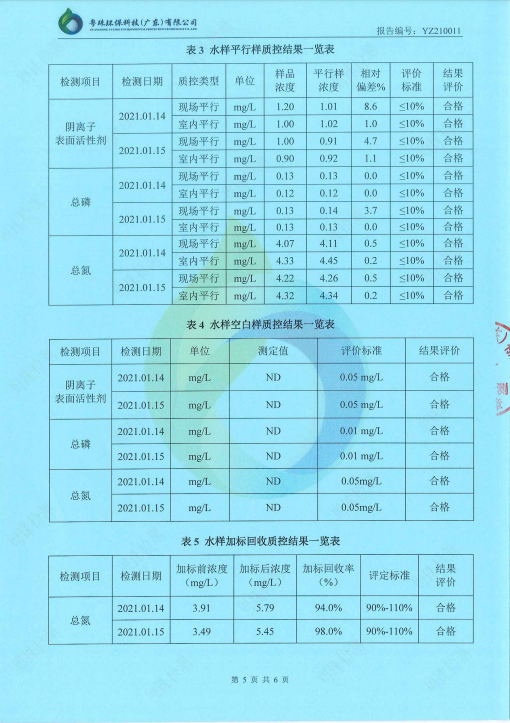 粤珠环保科技(广东)有限公司
报告编号: YZ210011
表 3 水样平行样质控结果一览表
检测项目 检测日期 质控类型 单位 样品浓度 平行样浓度 相对偏差% 评价标准 结果评价
阴离子表面活性剂 2021.01.14 现场平行 mg/L 1.20 1.01 8.6 ≤10% 合格
室内平行 mg/L 1.00 1.02 1.0 ≤10% 合格
2021.01.15 现场平行 mg/L 1.00 0.91 4.7 ≤10% 合格
室内平行 mg/L 0.90 0.92 1.1 ≤10% 合格
总磷 2021.01.14 现场平行 mg/L 0.13 0.13 0.0 ≤10% 合格
室内平行 mg/L 0.12 0.12 0.0 ≤10% 合格
2021.01.15 现场平行 mg/L 0.13 0.14 3.7 ≤10% 合格
室内平行 mg/L 0.13 0.13 0.0 ≤10% 合格
总氮 2021.01.14 现场平行 mg/L 4.07 4.11 0.5 ≤10% 合格
室内平行 mg/L 4.33 4.45 0.2 ≤10% 合格
2021.01.15 现场平行 mg/L 4.22 4.26 0.5 ≤10% 合格
室内平行 mg/L 4.32 4.34 0.2 ≤10% 合格
表 4 水样空白样质控结果一览表
检测项目 检测日期 单位 测定值 评价标准 结果评价
阴离子表面活性剂 2021.01.14 mg/L ND 0.05 mg/L 合格
2021.01.15 mg/L ND 0.05 mg/L 合格
总磷 2021.01.14 mg/L ND 0.01 mg/L 合格
2021.01.15 mg/L ND 0.01 mg/L 合格
总氮 2021.01.14 mg/L ND 0.05mg/L 合格
2021.01.15 mg/L ND 0.05mg/L 合格
表 5 水样加标回收质控结果一览表
检测项目 检测日期 加标前浓度（mg/L） 加标后浓度（mg/L） 加标回收率（%） 评定标准 结果评价
总氮 2021.01.14 3.91 5.79 94.0% 90%-110% 合格
2021.01.15 3.49 5.45 98.0% 90%-110% 合格
第 5 页 共 6 页